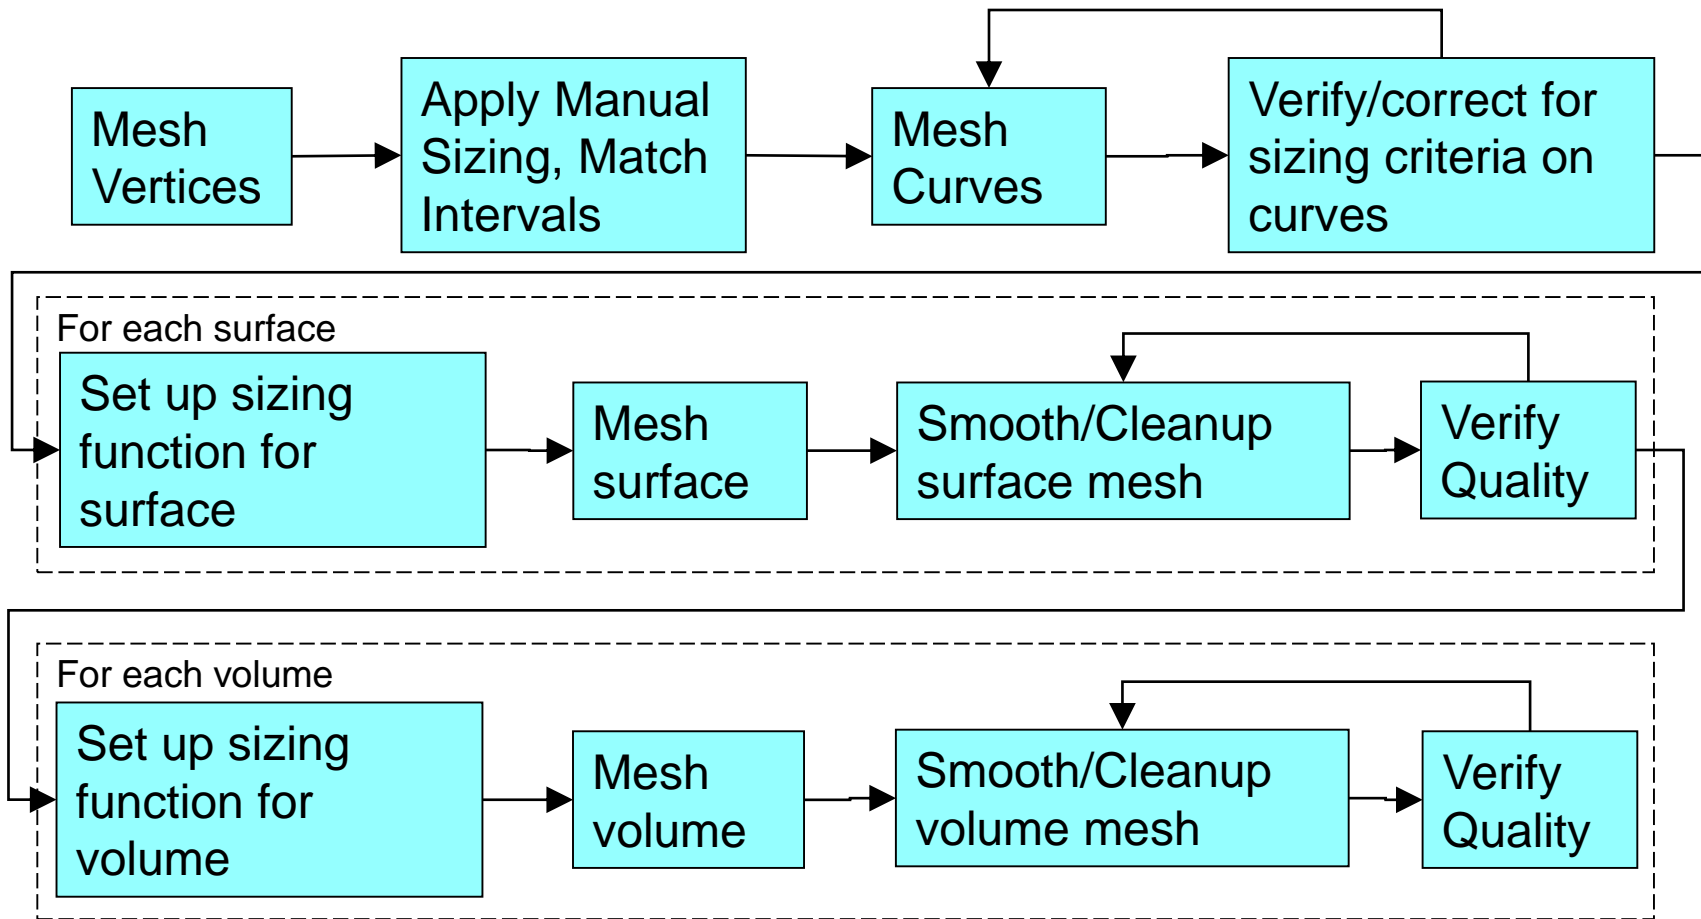 Mesh
Vertices
Apply Manual
Sizing, Match
Intervals
Mesh
Curves
Verify/correct for
sizing criteria on
curves
For each surface
Set up sizing
function for
surface
Mesh
surface
Smooth/Cleanup
surface mesh
Verify
Quality
For each volume
Set up sizing
function for
volume
Mesh
volume
Smooth/Cleanup
volume mesh
Verify
Quality